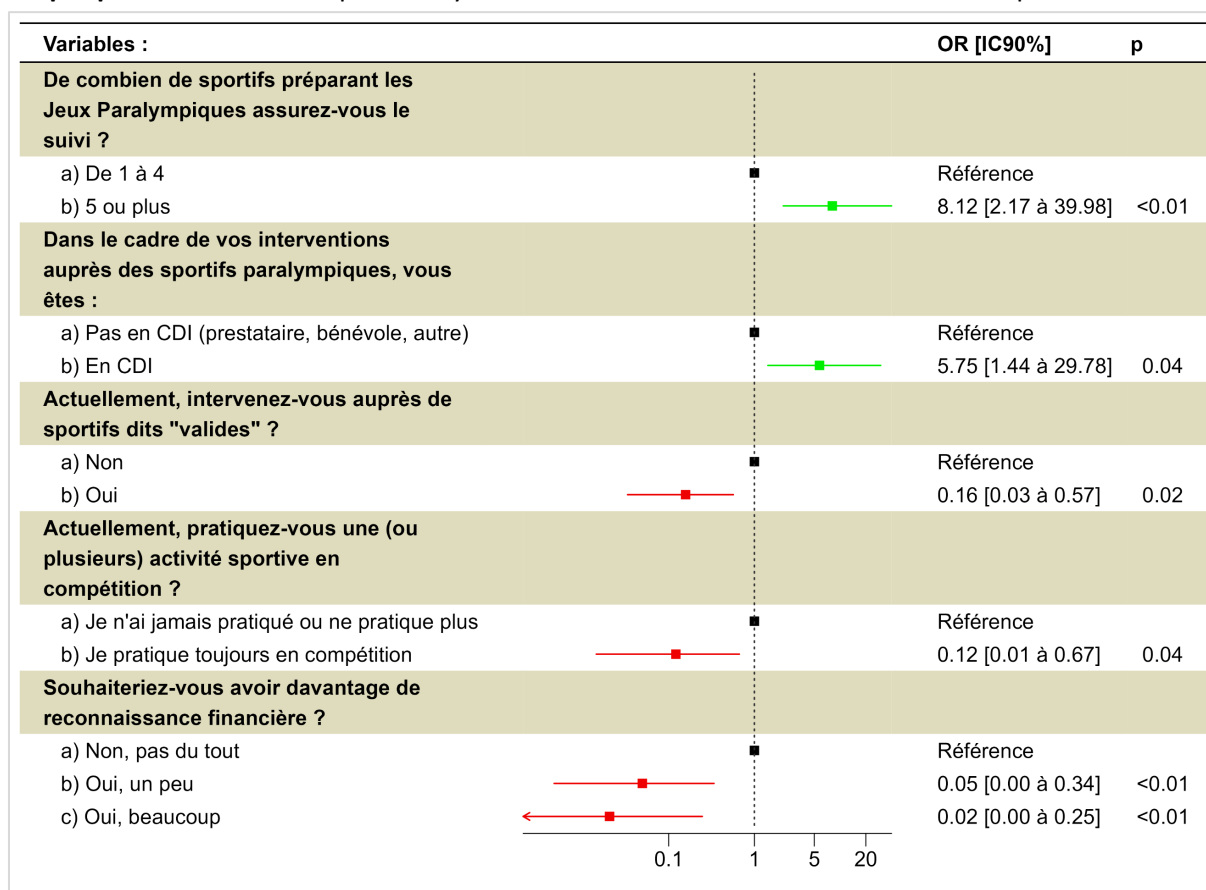 Variables : OR [IC90%] p
De combien de sportifs préparant les
Jeux Paralympiques assurez-vous le
suivi ?
a) De 1 à 4 Référence
b) 5 ou plus 8.12 [2.17 à 39.98] <0.01
Dans le cadre de vos interventions
auprès des sportifs paralympiques, vous
êtes :
a) Pas en CDI (prestataire, bénévole, autre) Référence
b) En CDI 5.75 [1.44 à 29.78] 0.04
Actuellement, intervenez-vous auprès de
sportifs dits "valides" ?
a) Non Référence
b) Oui 0.16 [0.03 à 0.57] 0.02
Actuellement, pratiquez-vous une (ou
plusieurs) activité sportive en
compétition ?
a) Je n'ai jamais pratiqué ou ne pratique plus Référence
b) Je pratique toujours en compétition 0.12 [0.01 à 0.67] 0.04
Souhaiteriez-vous avoir davantage de
reconnaissance financière ?
a) Non, pas du tout Référence
b) Oui, un peu 0.05 [0.00 à 0.34] <0.01
c) Oui, beaucoup 0.02 [0.00 à 0.25] <0.01
0.1 1 5 20